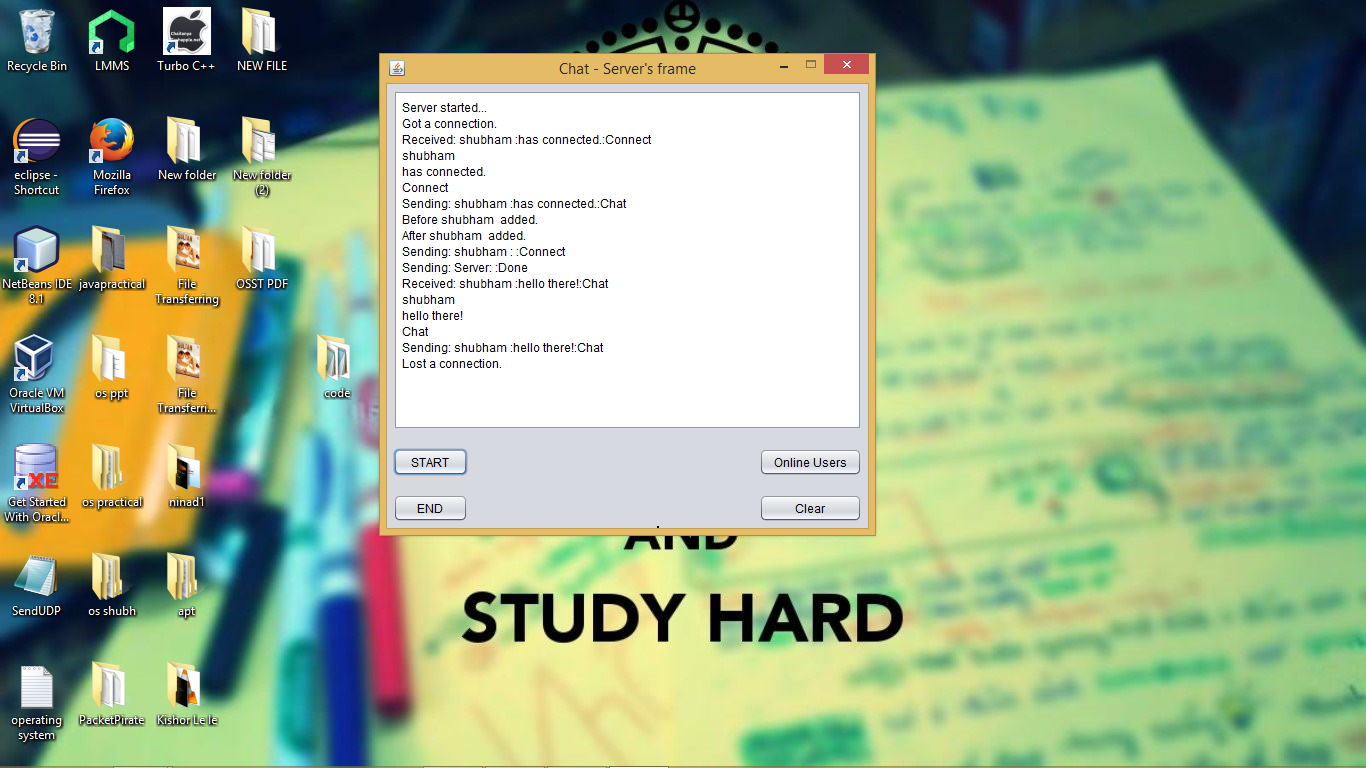 Recycle Bin
LMMS
Turbo C++
NEW FILE
eclipse -
Shortcut
Mozilla
Firefox
New folder
New folder
(2)
NetBeans IDE
8.1
javapractical
File
Transferring
OSST PDF
Oracle VM
VirtualBox
os ppt
File
Transferri...
code
Get Started
With Oracl...
os practical
ninad1
SendUDP
os shubh
apt
operating
system
PacketPirate
Kishor Le le
Chat - Server's frame
Server started...
Got a connection.
Received: shubham :has connected.:Connect
shubham
has connected.
Connect
Sending: shubham :has connected.:Chat
Before shubham  added.
After shubham  added.
Sending: shubham : :Connect
Sending: Server: :Done
Received: shubham :hello there!:Chat
shubham
hello there!
Chat
Sending: shubham :hello there!:Chat
Lost a connection.
START
Online Users
END
Clear
AND
STUDY HARD